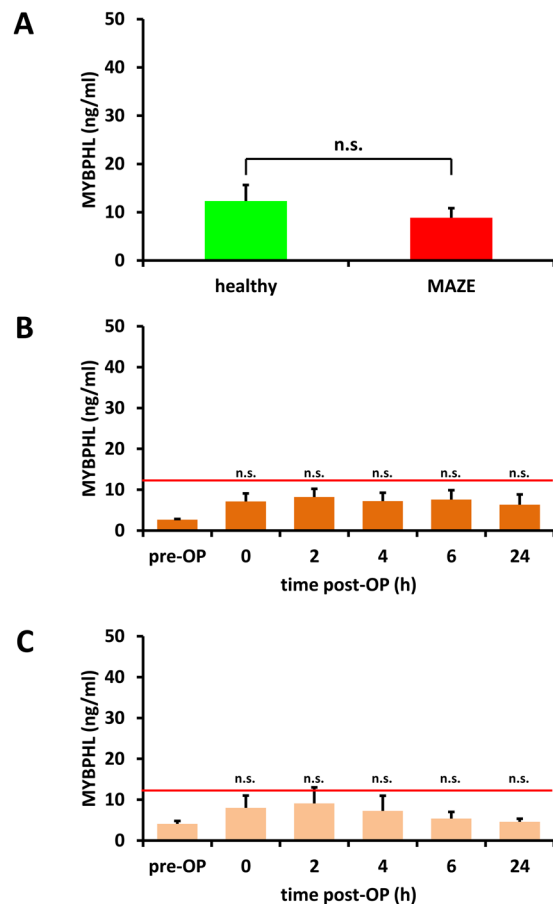 A
MYBPHL (ng/ml)
50
40
30
20
10
0
n.s.
healthy MAZE
B
MYBPHL (ng/ml)
50
40
30
20
10
0
n.s. n.s. n.s. n.s. n.s.
pre-OP 0 2 4 6 24
time post-OP (h)
C
MYBPHL (ng/ml)
50
40
30
20
10
0
n.s. n.s. n.s. n.s. n.s.
pre-OP 0 2 4 6 24
time post-OP (h)